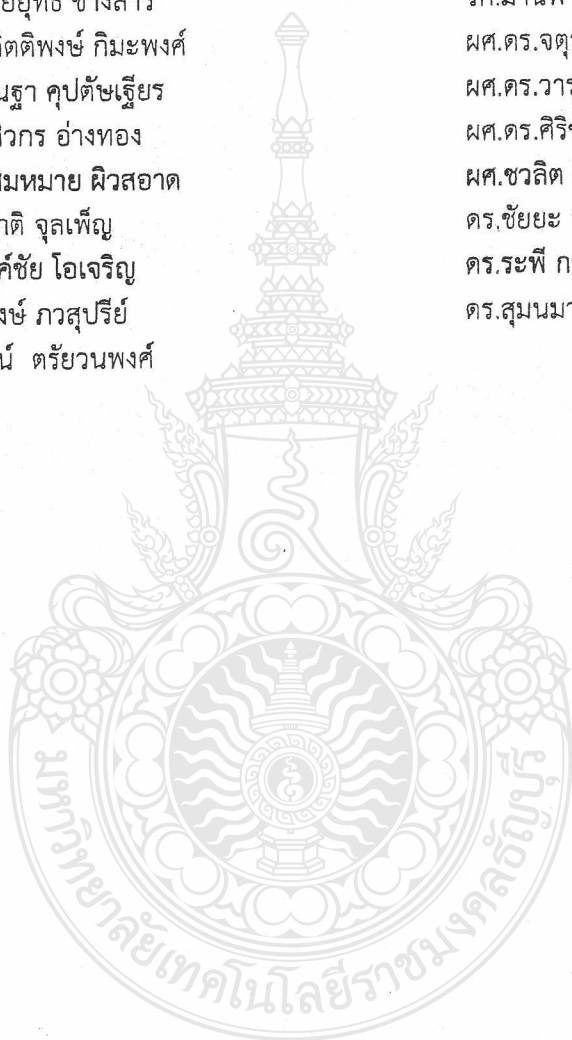 ช่างสาร
กิตติพงษ์ กิมะพงศ์
คุปตัษเฐียร
อ่างทอง
สมหมาย ผิวสอาด
จุลเพ็ญ
โอเจริญ
ภวสุปรีย์
ตรัยวนพงศ์
ผศ.ดร.จตุ
ผศ.ดร.วาร
ผศ.ดร.ศิริ
ผศ.ชวลิต
ดร.ชัยยะ
ดร.ระพี ก
ดร.สุมนมา
มหาวิทยาลัยเทคโนโลยีราชมงคลธัญบุรี